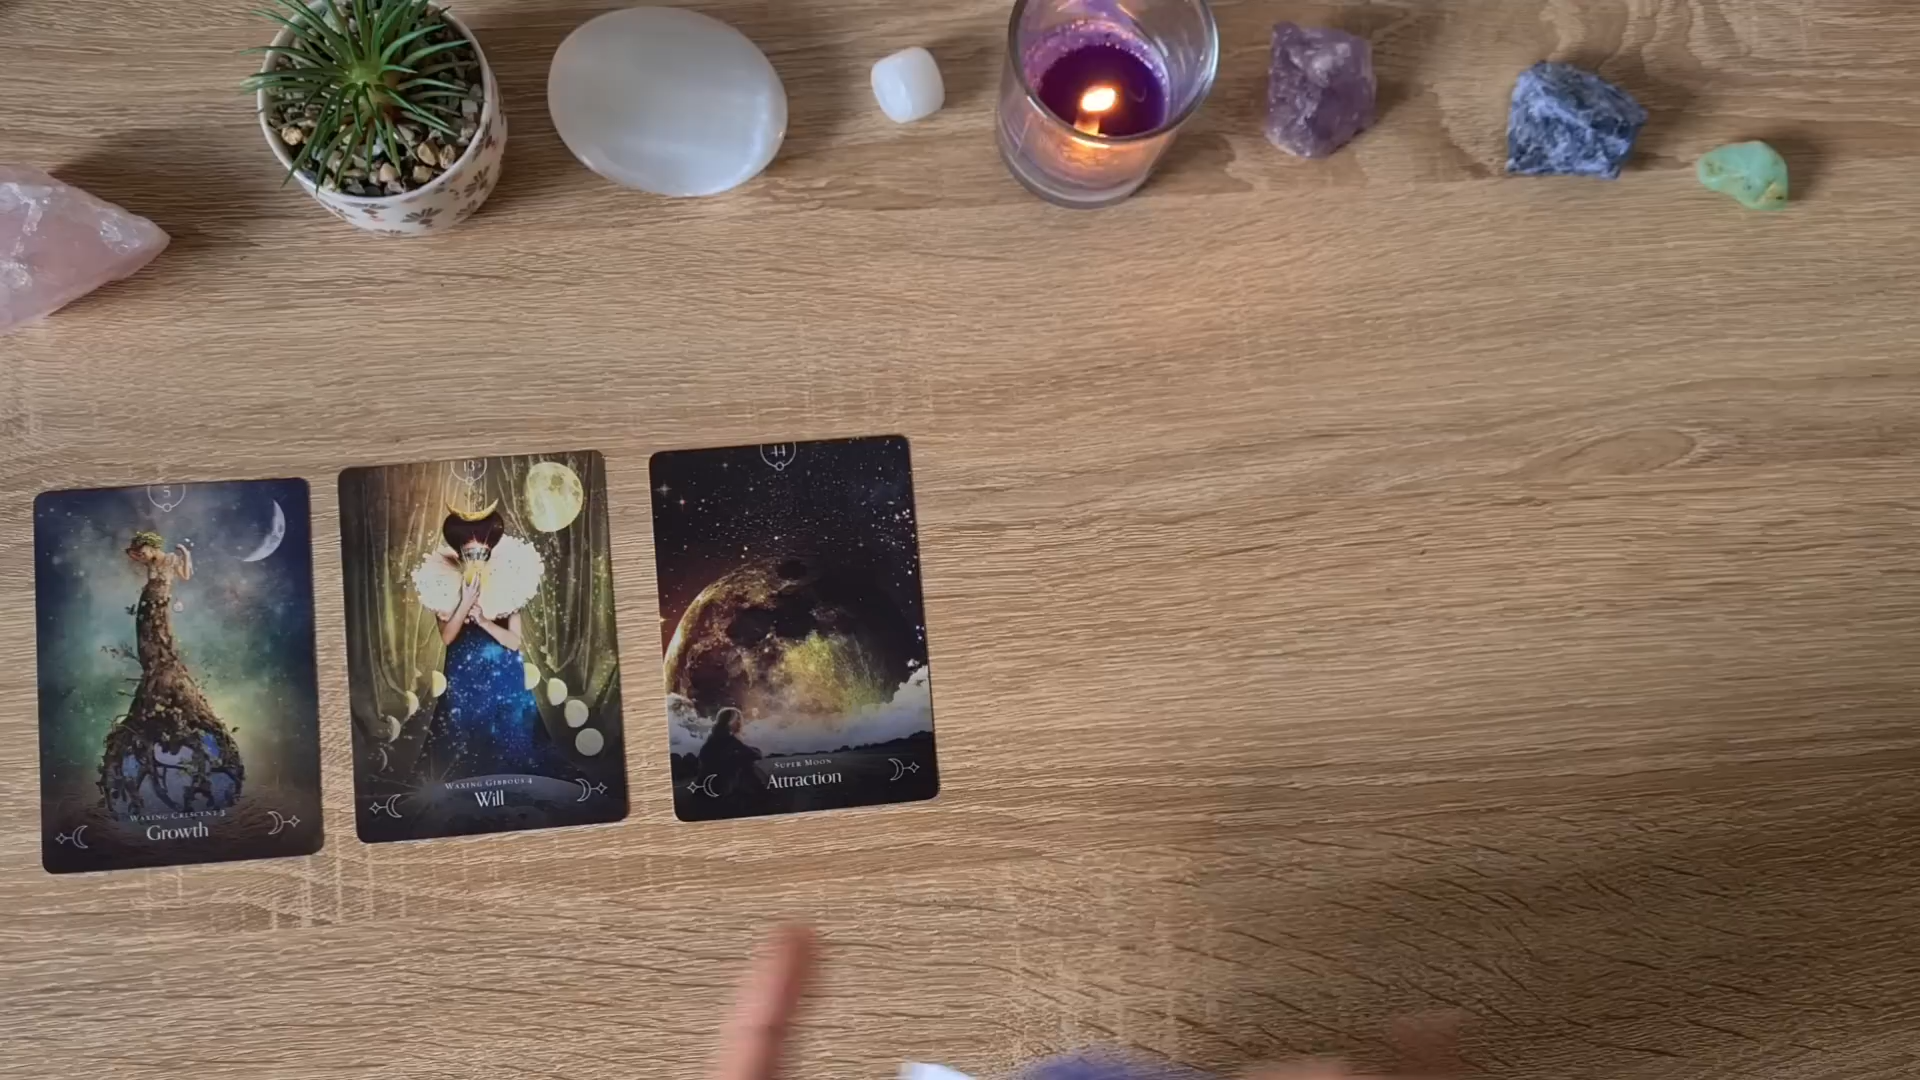 5
Waxing Crescent 3
Growth
13
Waxing Gibbous 4
Will
44
Super Moon
Attraction